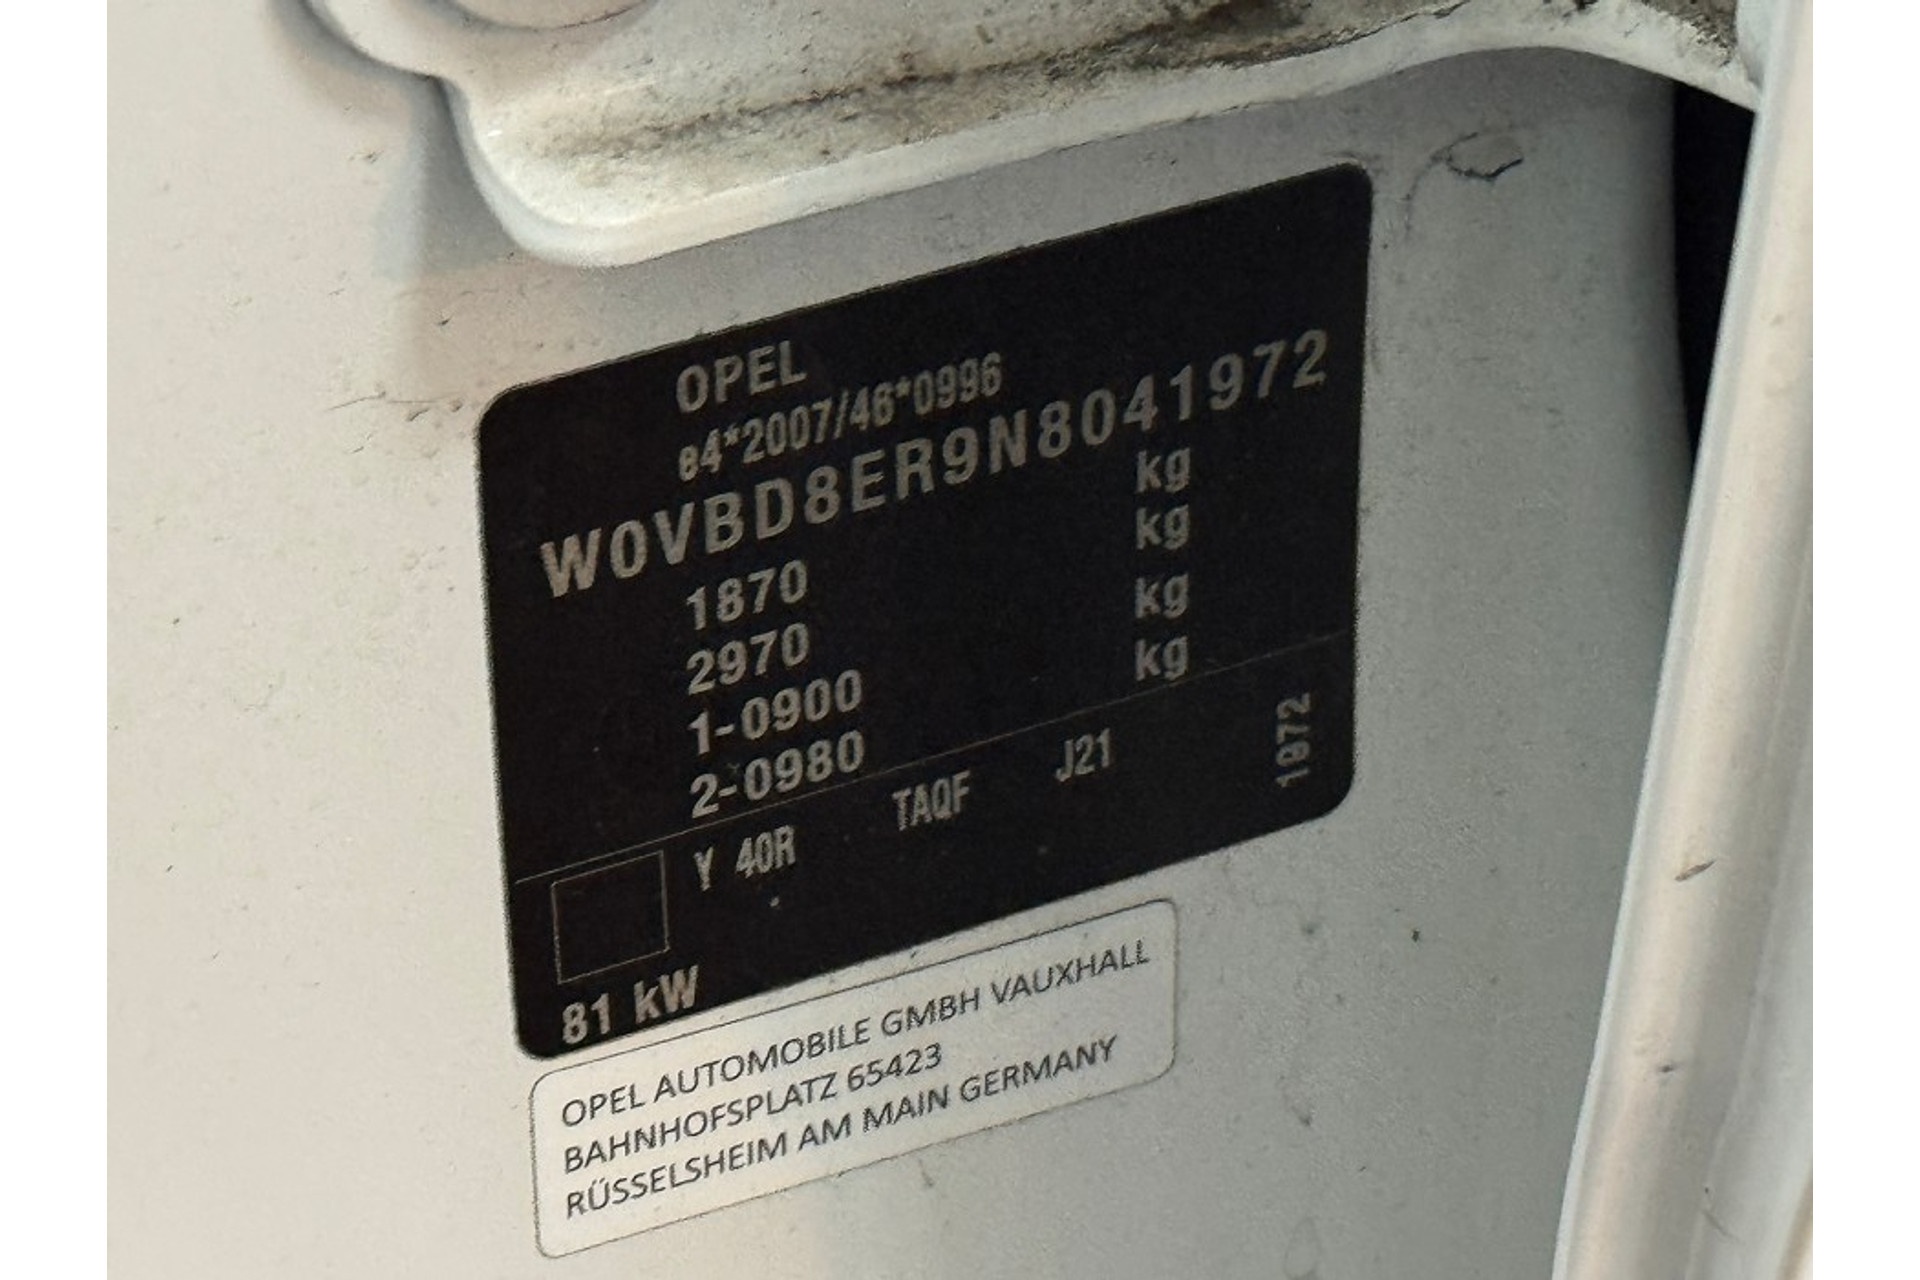 OPEL
e4*2007/46*0996
W0VBD8ER9N8041972
1870 kg
2970 kg
1-0900 kg
2-0980 kg
Y 40R TAQF J21
1972
81 kW
OPEL AUTOMOBILE GMBH VAUXHALL
BAHNHOFSPLATZ 65423
RÜSSELSHEIM AM MAIN GERMANY